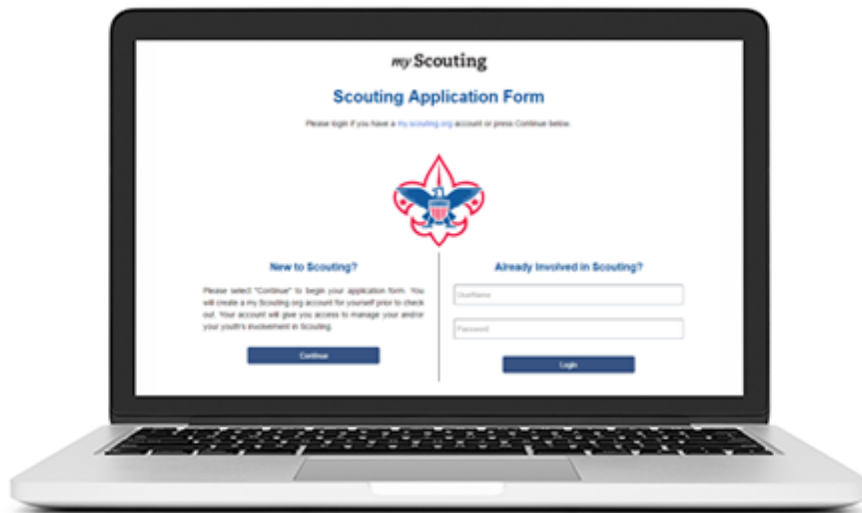 my Scouting
Scouting Application Form
Please login if you have a my.scouting.org account or press Continue below.
New to Scouting?
Please select "Continue" to begin your application form. You
will create a my Scouting org account for yourself prior to check
out. Your account will give you access to manage your and/or
your youth's involvement in Scouting.
Continue
Already Involved in Scouting?
UserName
Password
Login